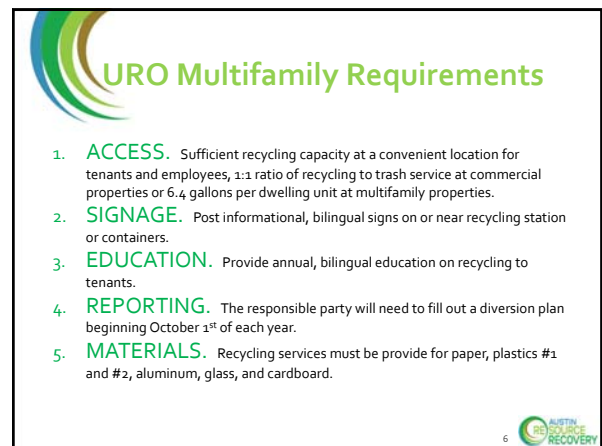 URO Multifamily Requirements
1. ACCESS. Sufficient recycling capacity at a convenient location for
tenants and employees, 1:1 ratio of recycling to trash service at commercial
properties or 6.4 gallons per dwelling unit at multifamily properties.
2. SIGNAGE. Post informational, bilingual signs on or near recycling station
or containers.
3. EDUCATION. Provide annual, bilingual education on recycling to
tenants.
4. REPORTING. The responsible party will need to fill out a diversion plan
beginning October 1st of each year.
5. MATERIALS. Recycling services must be provide for paper, plastics #1
and #2, aluminum, glass, and cardboard.
6
AUSTIN
RESOURCE
RECOVERY